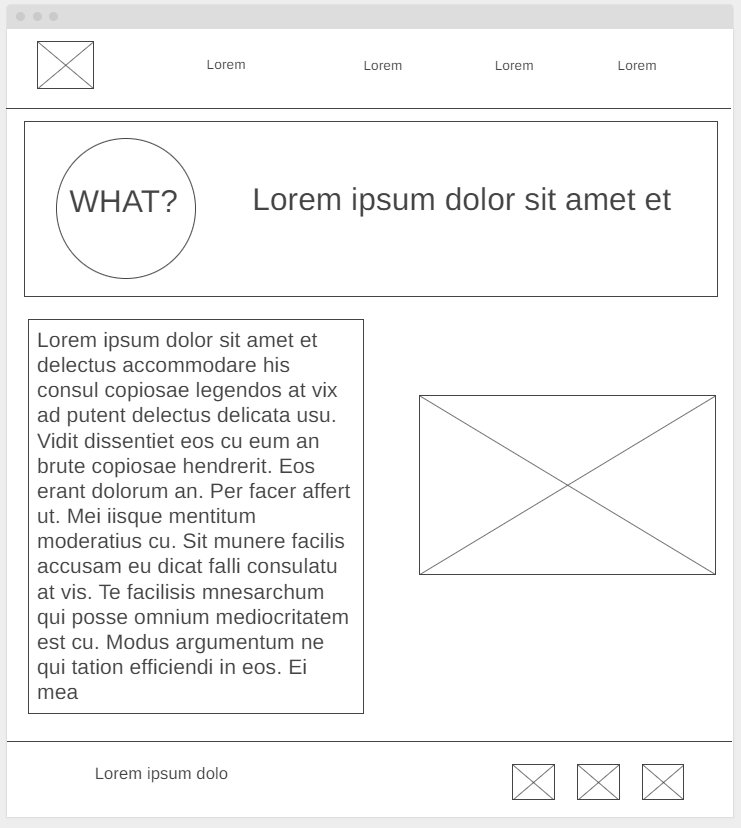 Lorem
Lorem
Lorem
Lorem
WHAT?
Lorem ipsum dolor sit amet et
Lorem ipsum dolor sit amet et
delectus accommodare his
consul copiosae legendos at vix
ad putent delectus delicata usu.
Vidit dissentiet eos cu eum an
brute copiosae hendrerit. Eos
erant dolorum an. Per facer affert
ut. Mei iisque mentitum
moderatius cu. Sit munere facilis
accusam eu dicat falli consulatu
at vis. Te facilisis mnesarchum
qui posse omnium mediocritatem
est cu. Modus argumentum ne
qui tation efficiendi in eos. Ei
mea
Lorem ipsum dolo